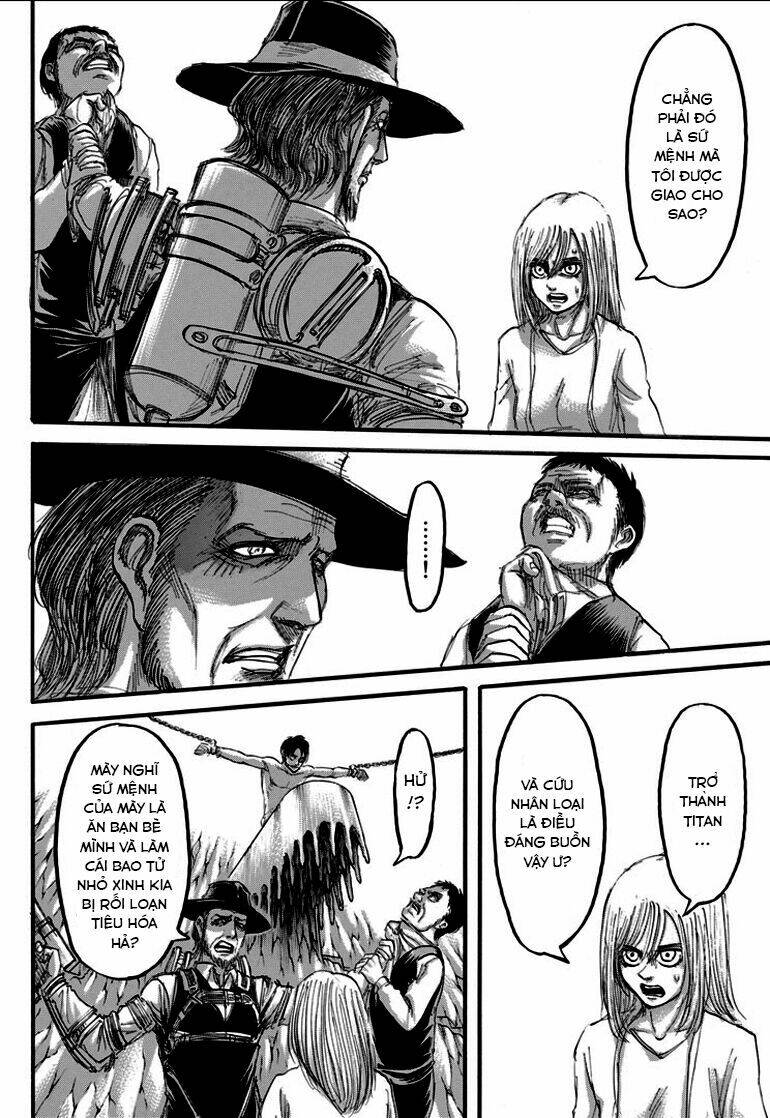 CHẲNG
PHẢI ĐÓ
LÀ SỨ
MỆNH MÀ
TÔI ĐƯỢC
GIAO CHO
SAO?
......!
TRỞ
THÀNH
TITAN
...
VÀ CỨU
NHÂN LOẠI
LÀ ĐIỀU
ĐÁNG BUỒN
VẬY Ư?
HỬ
!?
MÀY NGHĨ
SỨ MỆNH
CỦA MÀY LÀ
ĂN BẠN BÈ
MÌNH VÀ LÀM
CÁI BAO TỬ
NHỎ XINH KIA
BỊ RỐI LOẠN
TIÊU HÓA
HẢ?